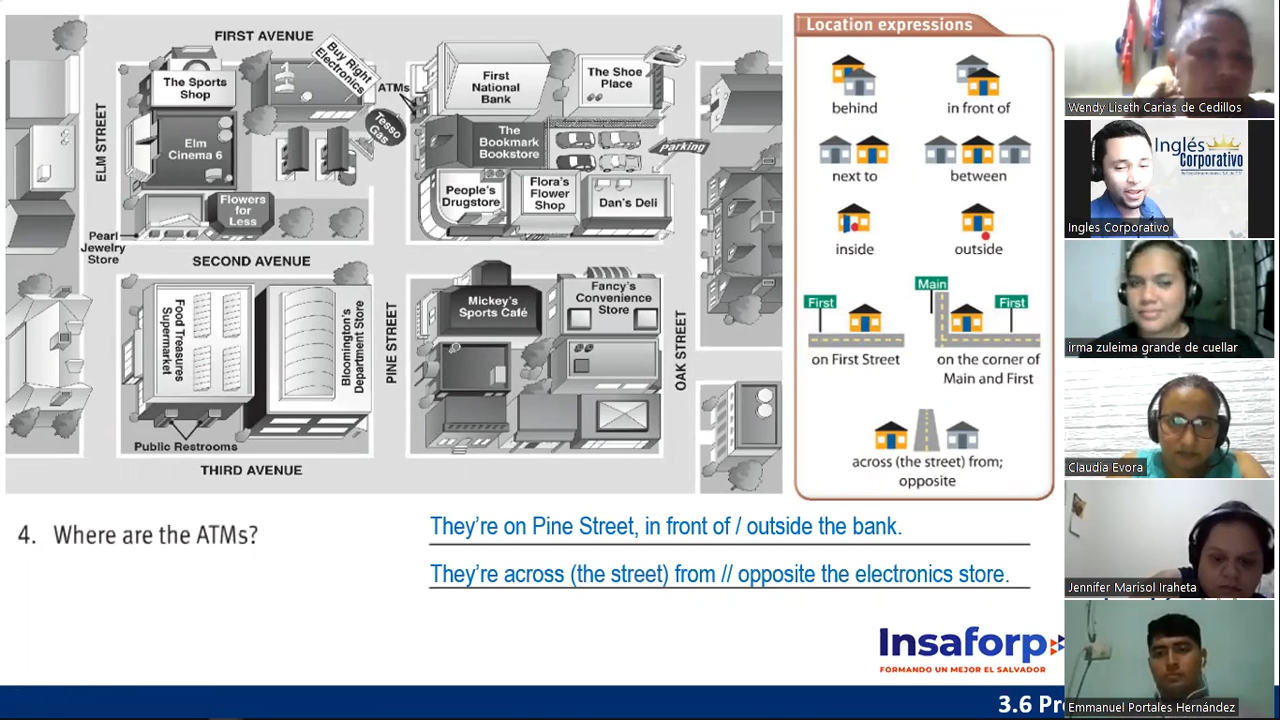 FIRST AVENUE
Buy Right
Electronics
The Sports
Shop
ATMs
First
National
Bank
The Shoe
Place
ELM STREET
Elm
Cinema 6
Tesso
Gas
The
Bookmark
Bookstore
parking
Flowers
for
Less
People's
Drugstore
Flora's
Flower
Shop
Dan's Deli
Pearl
Jewelry
Store
SECOND AVENUE
Food Treasures
Supermarket
Bloomington's
Department Store
PINE STREET
Mickey's
Sports Café
Fancy's
Convenience
Store
OAK STREET
Public Restrooms
THIRD AVENUE
Location expressions
behind
in front of
next to
between
inside
outside
First
Main
First
on First Street
on the corner of
Main and First
across (the street) from;
opposite
4. Where are the ATMs?
They're on Pine Street, in front of / outside the bank.
They're across (the street) from // opposite the electronics store.
Insaforp
FORMANDO UN MEJOR EL SALVADOR
3.6 Pr
Wendy Liseth Carias de Cedillos
Inglés
Corporativo
Ingles Corporativo
irma zuleima grande de cuellar
Claudia Evora
Jennifer Marisol Iraheta
Emmanuel Portales Hernández